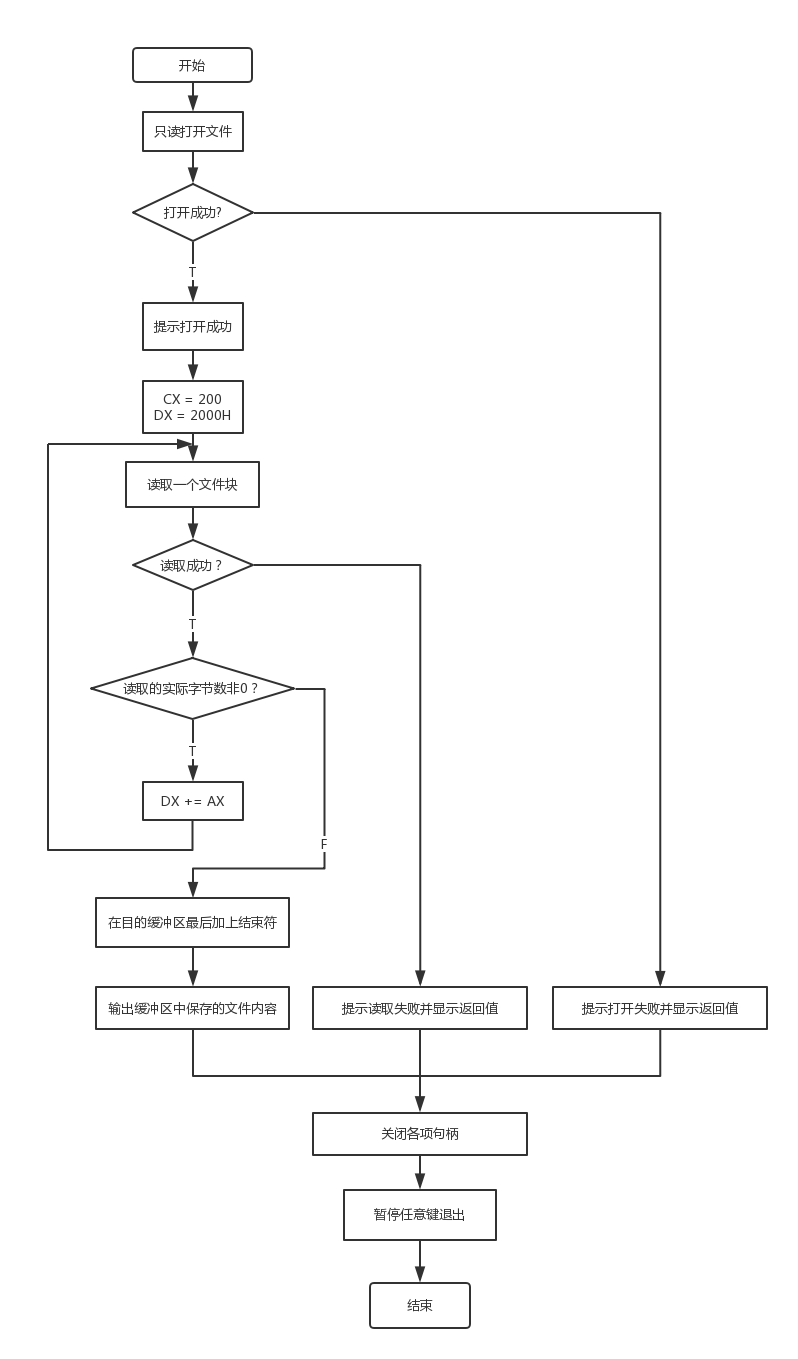 开始
只读打开文件
打开成功?
T
提示打开成功
CX = 200
DX = 2000H
读取一个文件块
读取成功？
T
读取的实际字节数非0？
T
DX += AX
F
在目的缓冲区最后加上结束符
输出缓冲区中保存的文件内容
提示读取失败并显示返回值
提示打开失败并显示返回值
关闭各项句柄
暂停任意键退出
结束